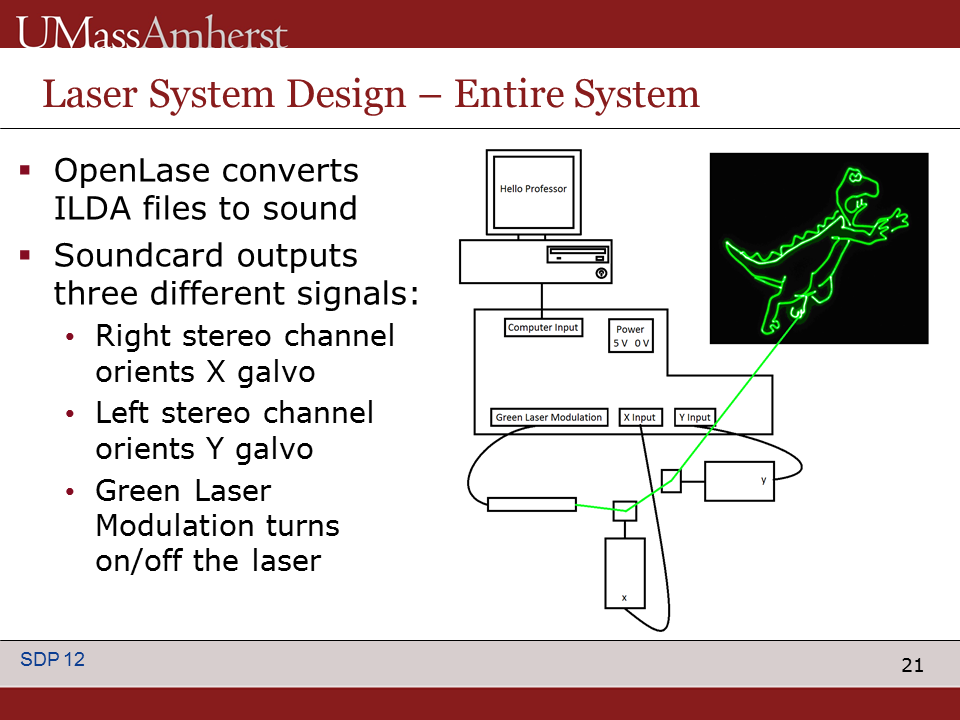 UMassAmherst
Laser System Design – Entire System
▪ OpenLase converts
ILDA files to sound
▪ Soundcard outputs
three different signals:
• Right stereo channel
orients X galvo
• Left stereo channel
orients Y galvo
• Green Laser
Modulation turns
on/off the laser
Hello Professor
?
Computer Input
Power
5 V 0 V
Green Laser Modulation
X Input
Y Input
y
x
SDP 12
21